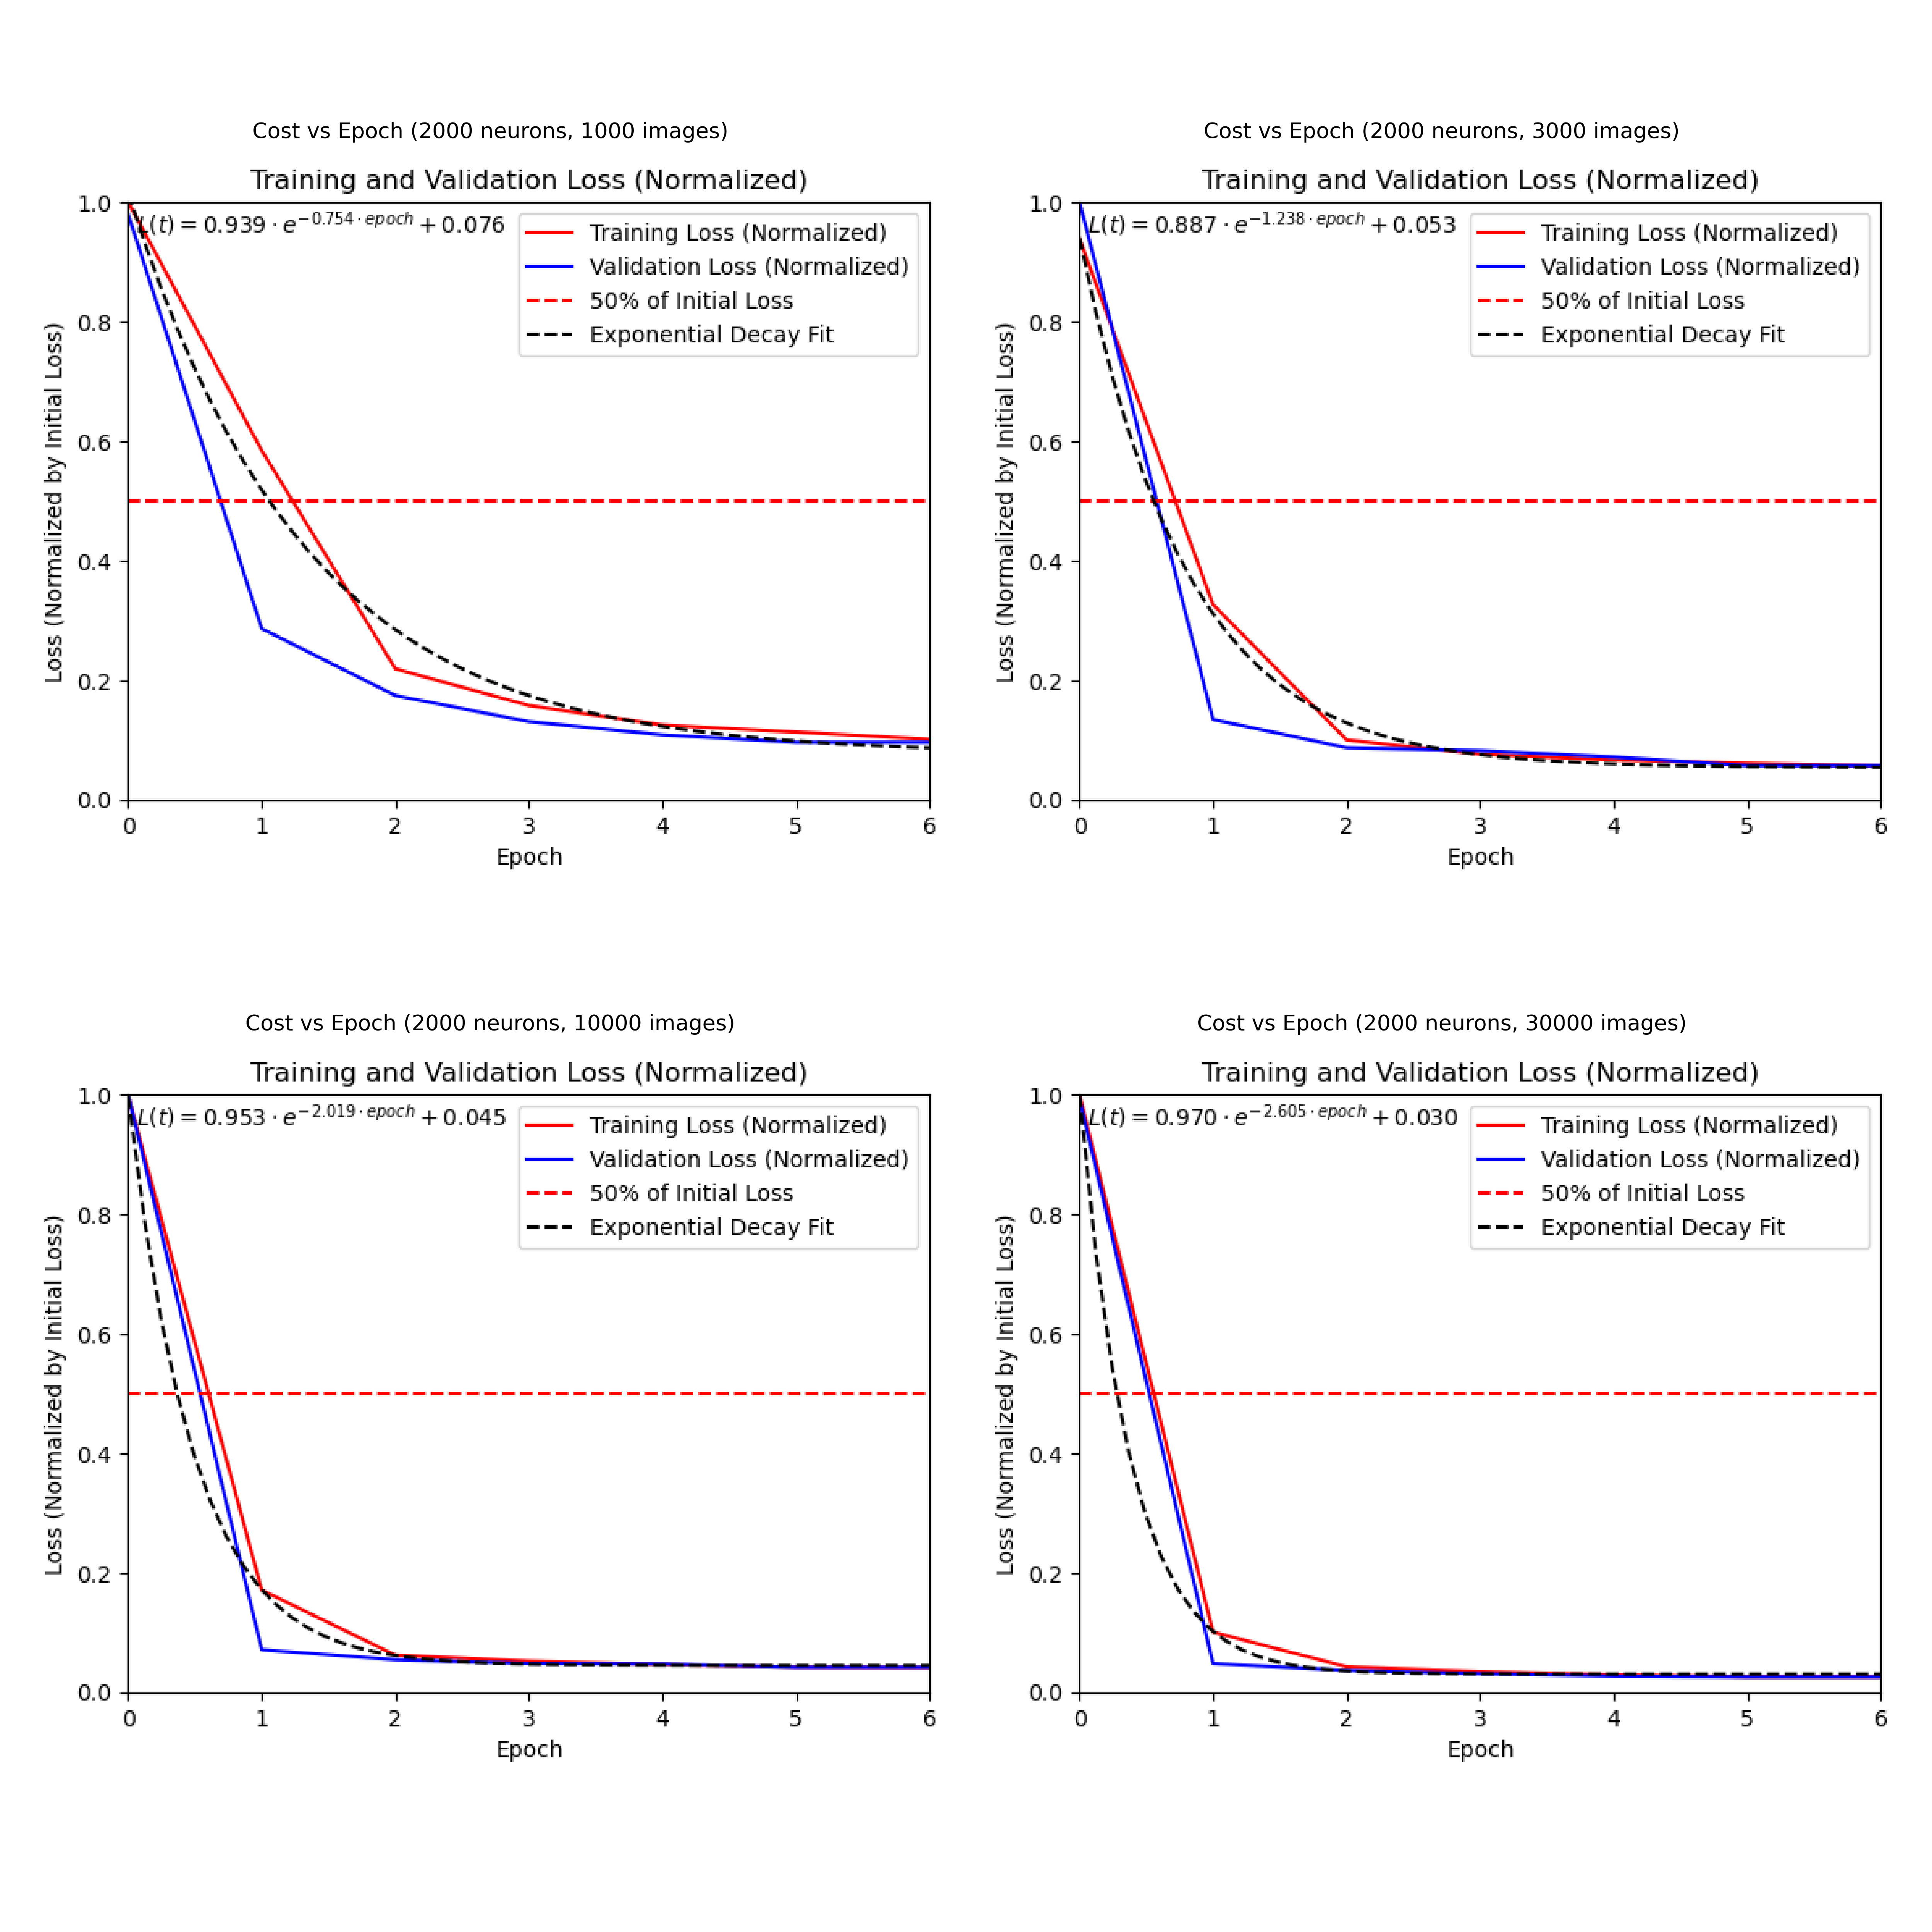 Cost vs Epoch (2000 neurons, 1000 images)
Training and Validation Loss (Normalized)
L(t) = 0.939 · e^{−0.754 · epoch} + 0.076
Training Loss (Normalized)
Validation Loss (Normalized)
50% of Initial Loss
Exponential Decay Fit
Loss (Normalized by Initial Loss)
1.0
0.8
0.6
0.4
0.2
0.0
0 1 2 3 4 5 6
Epoch
Cost vs Epoch (2000 neurons, 3000 images)
Training and Validation Loss (Normalized)
L(t) = 0.887 · e^{−1.238 · epoch} + 0.053
Training Loss (Normalized)
Validation Loss (Normalized)
50% of Initial Loss
Exponential Decay Fit
Loss (Normalized by Initial Loss)
1.0
0.8
0.6
0.4
0.2
0.0
0 1 2 3 4 5 6
Epoch
Cost vs Epoch (2000 neurons, 10000 images)
Training and Validation Loss (Normalized)
L(t) = 0.953 · e^{−2.019 · epoch} + 0.045
Training Loss (Normalized)
Validation Loss (Normalized)
50% of Initial Loss
Exponential Decay Fit
Loss (Normalized by Initial Loss)
1.0
0.8
0.6
0.4
0.2
0.0
0 1 2 3 4 5 6
Epoch
Cost vs Epoch (2000 neurons, 30000 images)
Training and Validation Loss (Normalized)
L(t) = 0.970 · e^{−2.605 · epoch} + 0.030
Training Loss (Normalized)
Validation Loss (Normalized)
50% of Initial Loss
Exponential Decay Fit
Loss (Normalized by Initial Loss)
1.0
0.8
0.6
0.4
0.2
0.0
0 1 2 3 4 5 6
Epoch